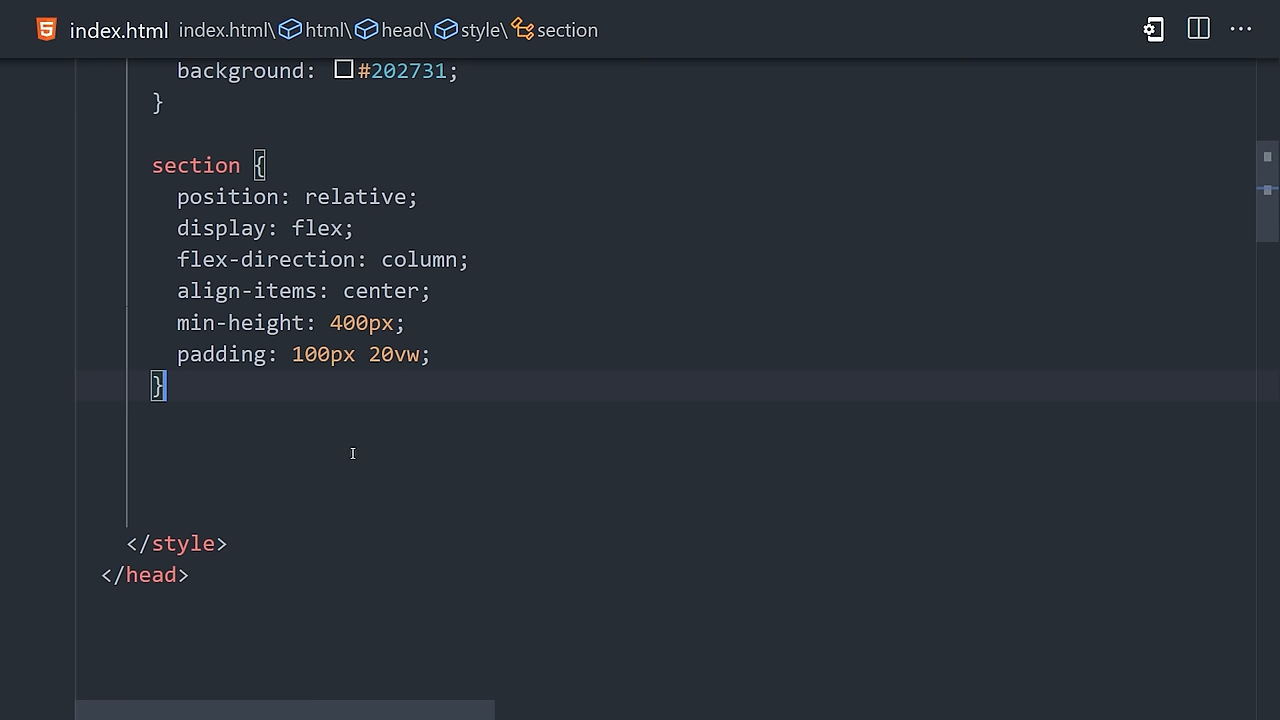 index.html index.html\html\head\style\section
background: #202731;
}
section {
position: relative;
display: flex;
flex-direction: column;
align-items: center;
min-height: 400px;
padding: 100px 20vw;
}
</style>
</head>